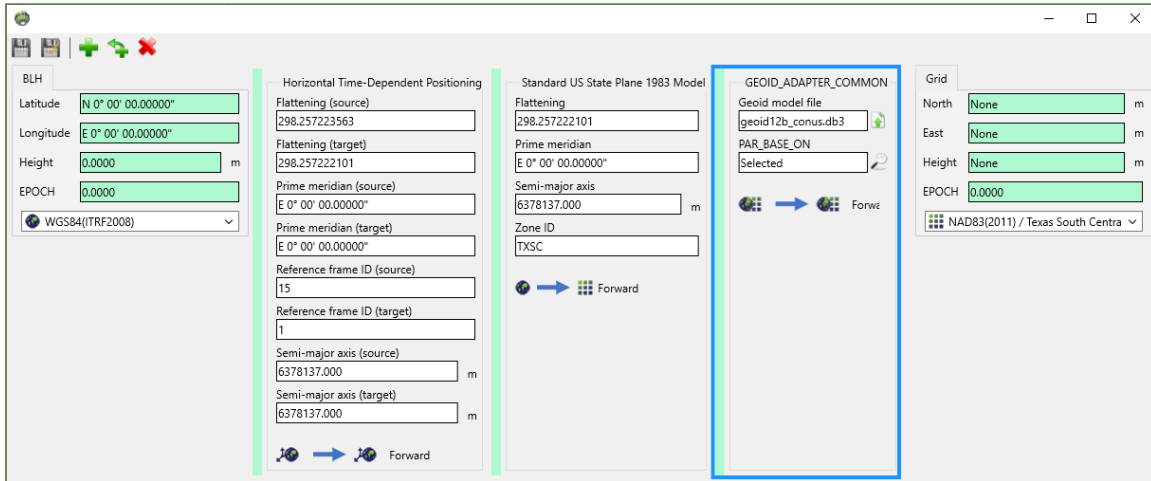 BLH
Latitude N 0° 00' 00.00000"
Longitude E 0° 00' 00.00000"
Height 0.0000 m
EPOCH 0.0000
WGS84(ITRF2008)
Horizontal Time-Dependent Positioning
Flattening (source)
298.257223563
Flattening (target)
298.257222101
Prime meridian (source)
E 0° 00' 00.00000"
Prime meridian (target)
E 0° 00' 00.00000"
Reference frame ID (source)
15
Reference frame ID (target)
1
Semi-major axis (source)
6378137.000 m
Semi-major axis (target)
6378137.000 m
Forward
Standard US State Plane 1983 Model
Flattening
298.257222101
Prime meridian
E 0° 00' 00.00000"
Semi-major axis
6378137.000 m
Zone ID
TXSC
Forward
GEOID_ADAPTER_COMMON
Geoid model file
geoid12b_conus.db3
PAR_BASE_ON
Selected
Forwa
Grid
North None m
East None m
Height None m
EPOCH 0.0000
NAD83(2011) / Texas South Centra